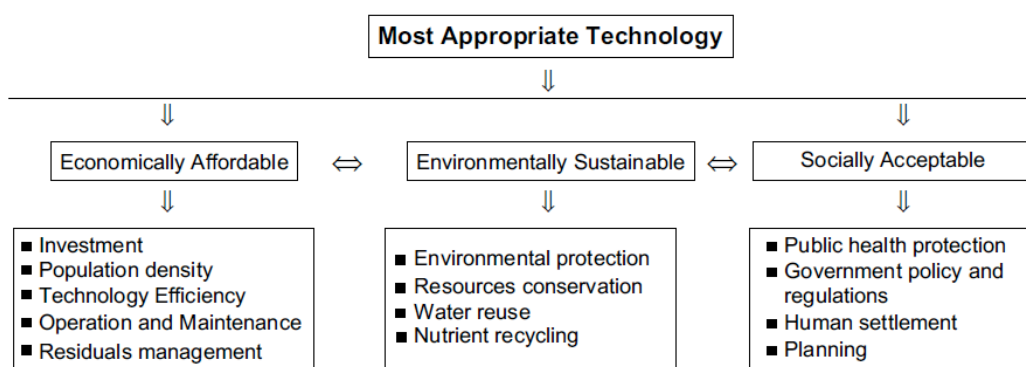 Most Appropriate Technology
Economically Affordable
Environmentally Sustainable
Socially Acceptable
Investment
Population density
Technology Efficiency
Operation and Maintenance
Residuals management
Environmental protection
Resources conservation
Water reuse
Nutrient recycling
Public health protection
Government policy and
regulations
Human settlement
Planning